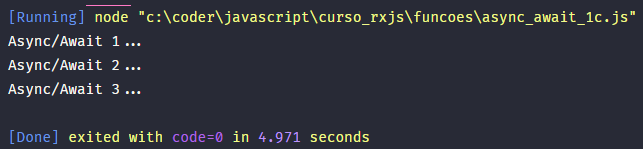 [Running] node "c:\coder\javascript\curso_rxjs\funcoes\async_await_1c.js"
Async/Await 1...
Async/Await 2...
Async/Await 3...
[Done] exited with code=0 in 4.971 seconds